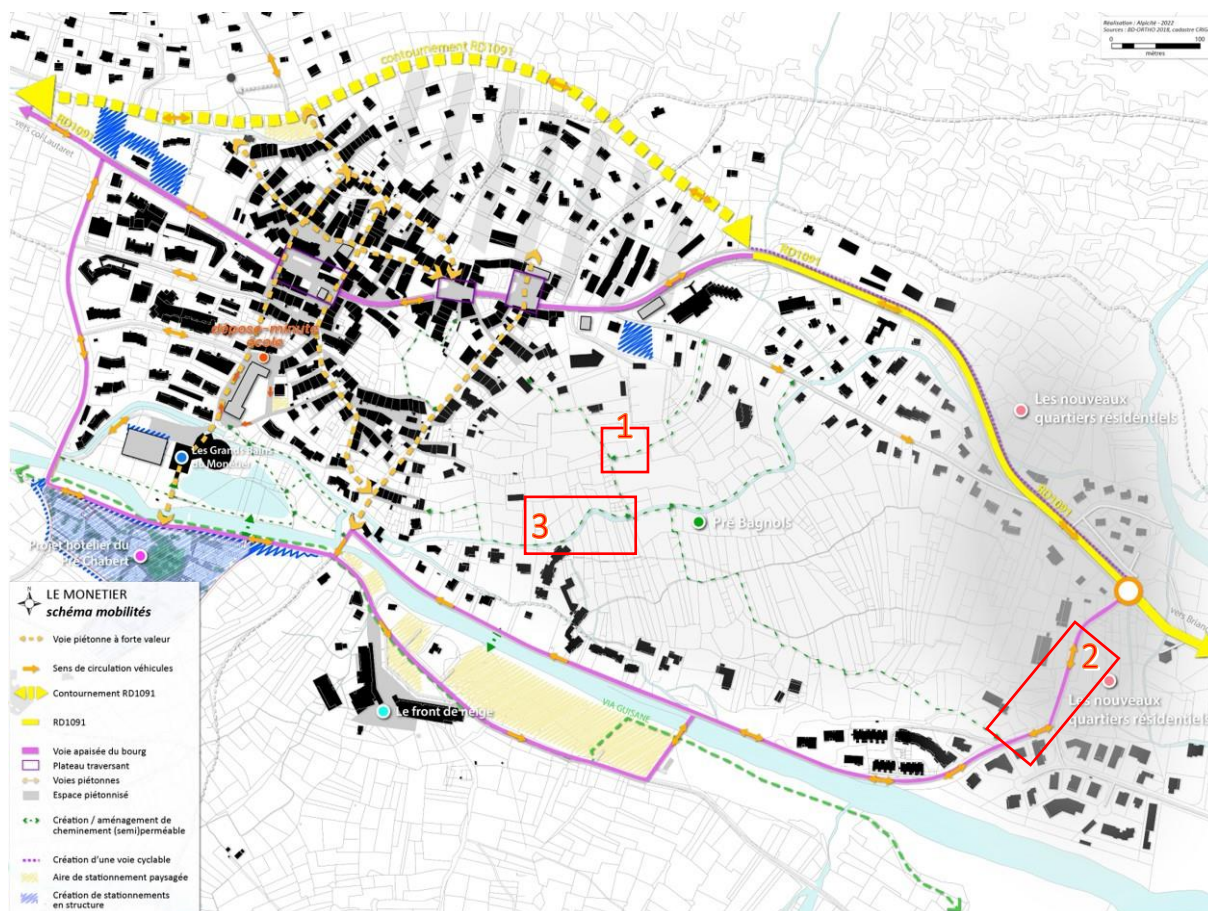 Réalisation : Alpicité - 2022
Sources : BD-ORTHO 2018, cadastre CRIG
0 100
mètres
contournement RD1091
RD1091
vers col Lautaret
RD1091
dépose-minute
école
Les nouveaux
quartiers résidentiels
1
Les Grands Bains
du Monêtier
3
Pré Bagnols
RD1091
Projet hôtelier du
Pré Chabert
vers Brianç
2
Les nouveaux
quartiers résidentiels
Le front de neige
VIA GUISANE
LE MONETIER
schéma mobilités
Voie piétonne à forte valeur
Sens de circulation véhicules
Contournement RD1091
RD1091
Voie apaisée du bourg
Plateau traversant
Voies piétonnes
Espace piétonnisé
Création / aménagement de
cheminement (semi)perméable
Création d'une voie cyclable
Aire de stationnement paysagée
Création de stationnements
en structure